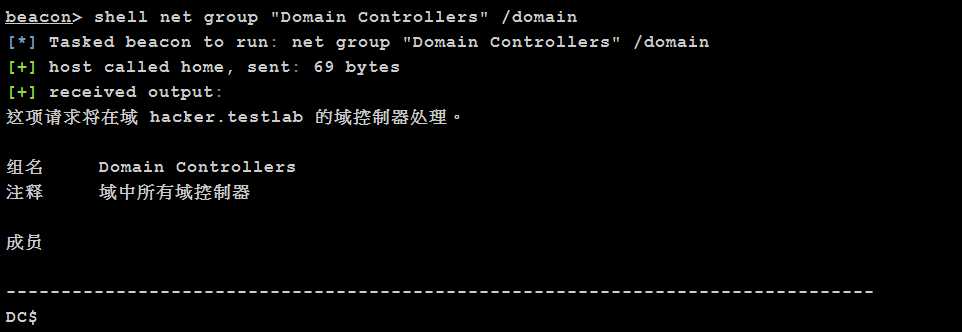 beacon> shell net group "Domain Controllers" /domain
[*] Tasked beacon to run: net group "Domain Controllers" /domain
[+] host called home, sent: 69 bytes
[+] received output:
这项请求将在域 hacker.testlab 的域控制器处理。
组名     Domain Controllers
注释     域中所有域控制器
成员
-------------------------------------------------------------------------------
DC$